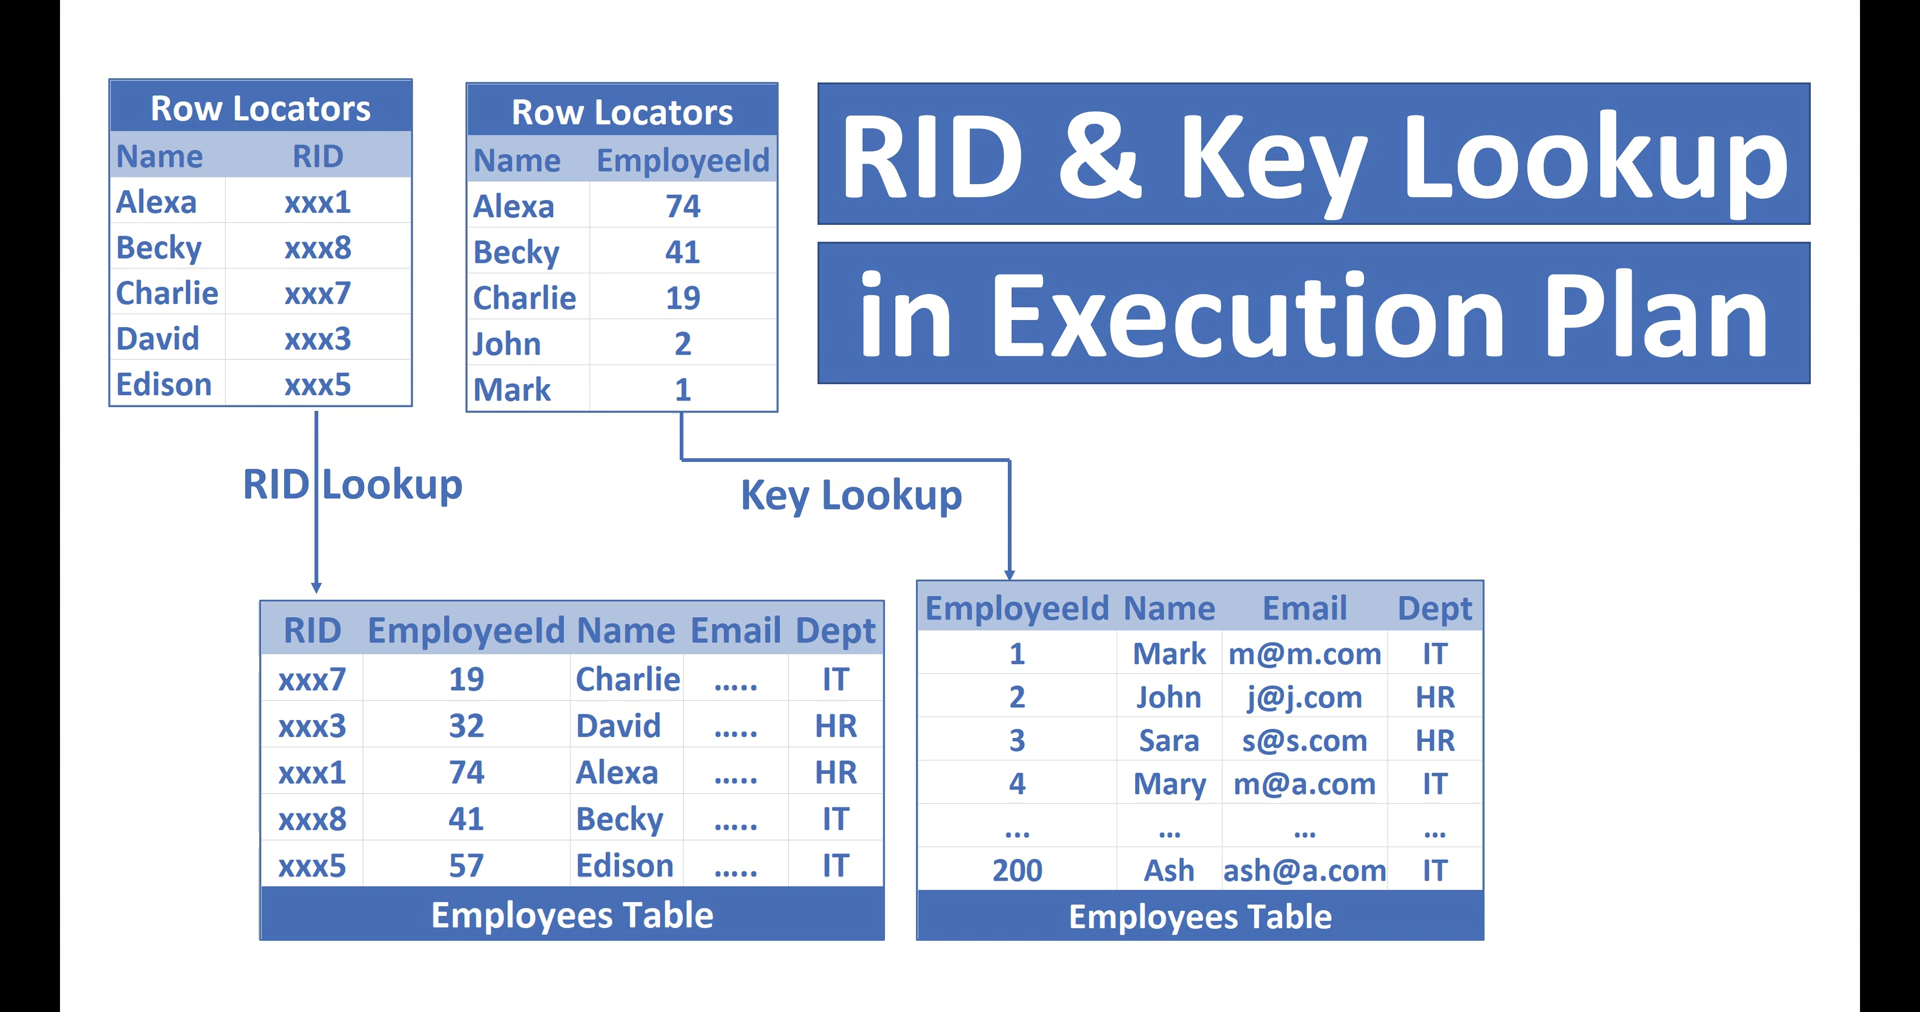 Row Locators
Name RID
Alexa xxx1
Becky xxx8
Charlie xxx7
David xxx3
Edison xxx5
Row Locators
Name EmployeeId
Alexa 74
Becky 41
Charlie 19
John 2
Mark 1
RID & Key Lookup
in Execution Plan
RID Lookup
Key Lookup
RID EmployeeId Name Email Dept
xxx7 19 Charlie ..... IT
xxx3 32 David ..... HR
xxx1 74 Alexa ..... HR
xxx8 41 Becky ..... IT
xxx5 57 Edison ..... IT
Employees Table
EmployeeId Name Email Dept
1 Mark m@m.com IT
2 John j@j.com HR
3 Sara s@s.com HR
4 Mary m@a.com IT
... ... ... ...
200 Ash ash@a.com IT
Employees Table